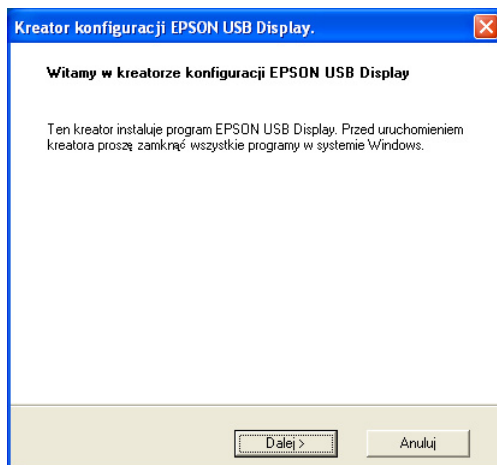 Kreator konfiguracji EPSON USB Display.
Witamy w kreatorze konfiguracji EPSON USB Display
Ten kreator instaluje program EPSON USB Display. Przed uruchomieniem
kreatora proszę zamknąć wszystkie programy w systemie Windows.
Dalej >
Anuluj